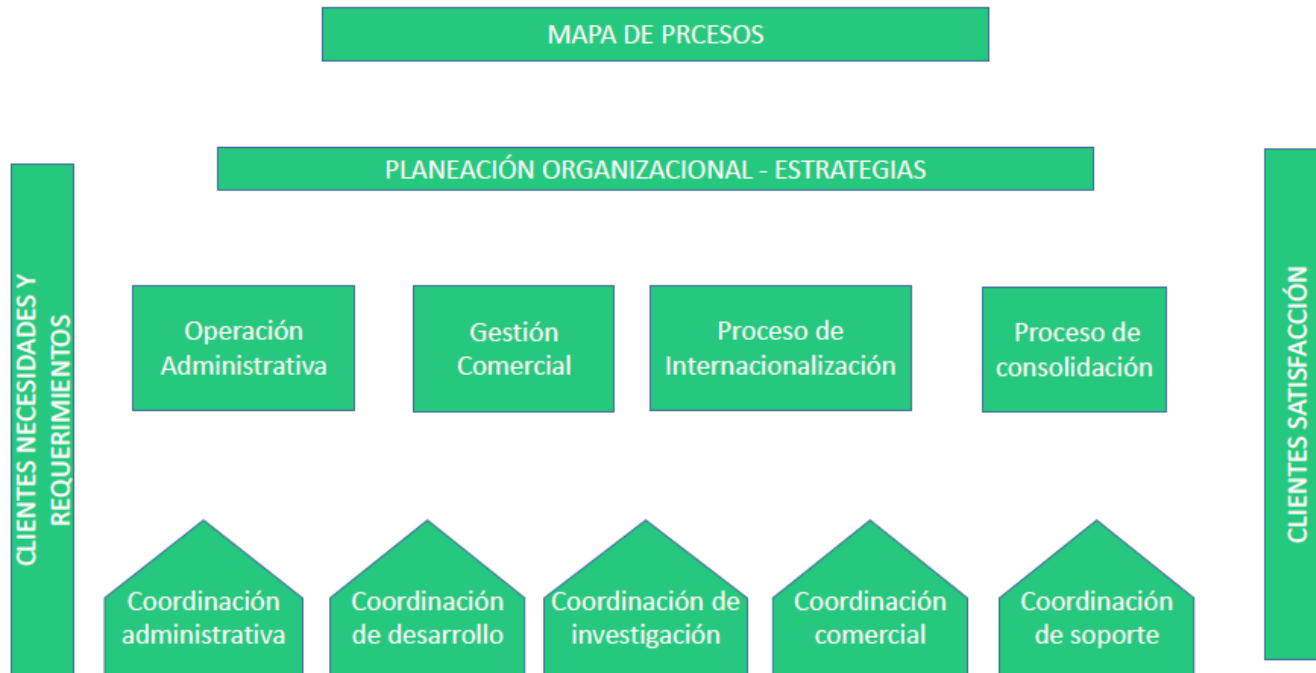 MAPA DE PRCESOS
PLANEACIÓN ORGANIZACIONAL - ESTRATEGIAS
CLIENTES NECESIDADES Y
REQUERIMIENTOS
Operación
Administrativa
Gestión
Comercial
Proceso de
Internacionalización
Proceso de
consolidación
CLIENTES SATISFACCIÓN
Coordinación
administrativa
Coordinación
de desarrollo
Coordinación de
investigación
Coordinación
comercial
Coordinación
de soporte